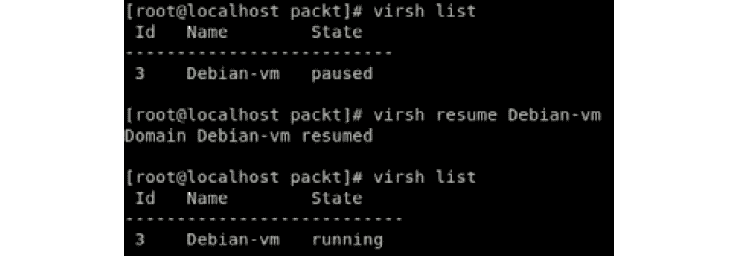 [root@localhost packt]# virsh list
 Id   Name        State
--------------------------
 3    Debian-vm   paused
[root@localhost packt]# virsh resume Debian-vm
Domain Debian-vm resumed
[root@localhost packt]# virsh list
 Id   Name        State
---------------------------
 3    Debian-vm   running